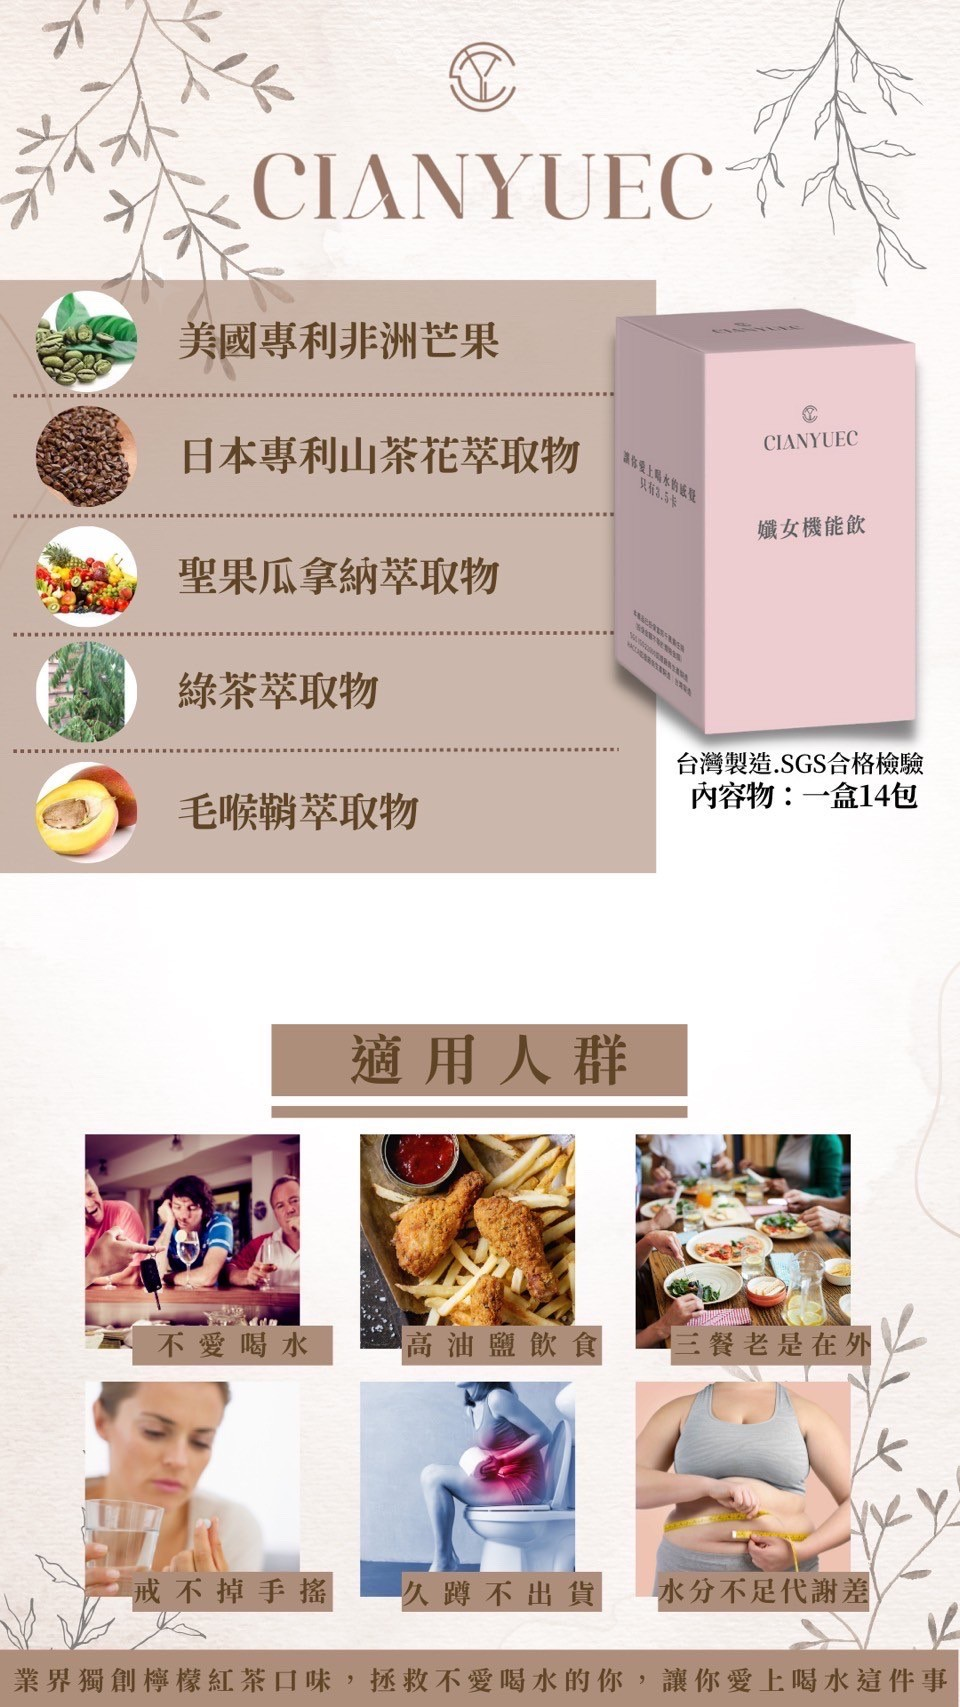 CIANYUEC
美國專利非洲芒果
日本專利山茶花萃取物
聖果瓜拿納萃取物
綠茶萃取物
毛喉鞘萃取物
CIANYUEC
CIANYUEC
孅女機能飲
讓你愛上喝水的感覺
只有3.5卡
台灣製造.SGS合格檢驗
內容物：一盒14包
適用人群
不愛喝水
高油鹽飲食
三餐老是在外
戒不掉手搖
久蹲不出貨
水分不足代謝差
業界獨創檸檬紅茶口味，拯救不愛喝水的你，讓你愛上喝水這件事